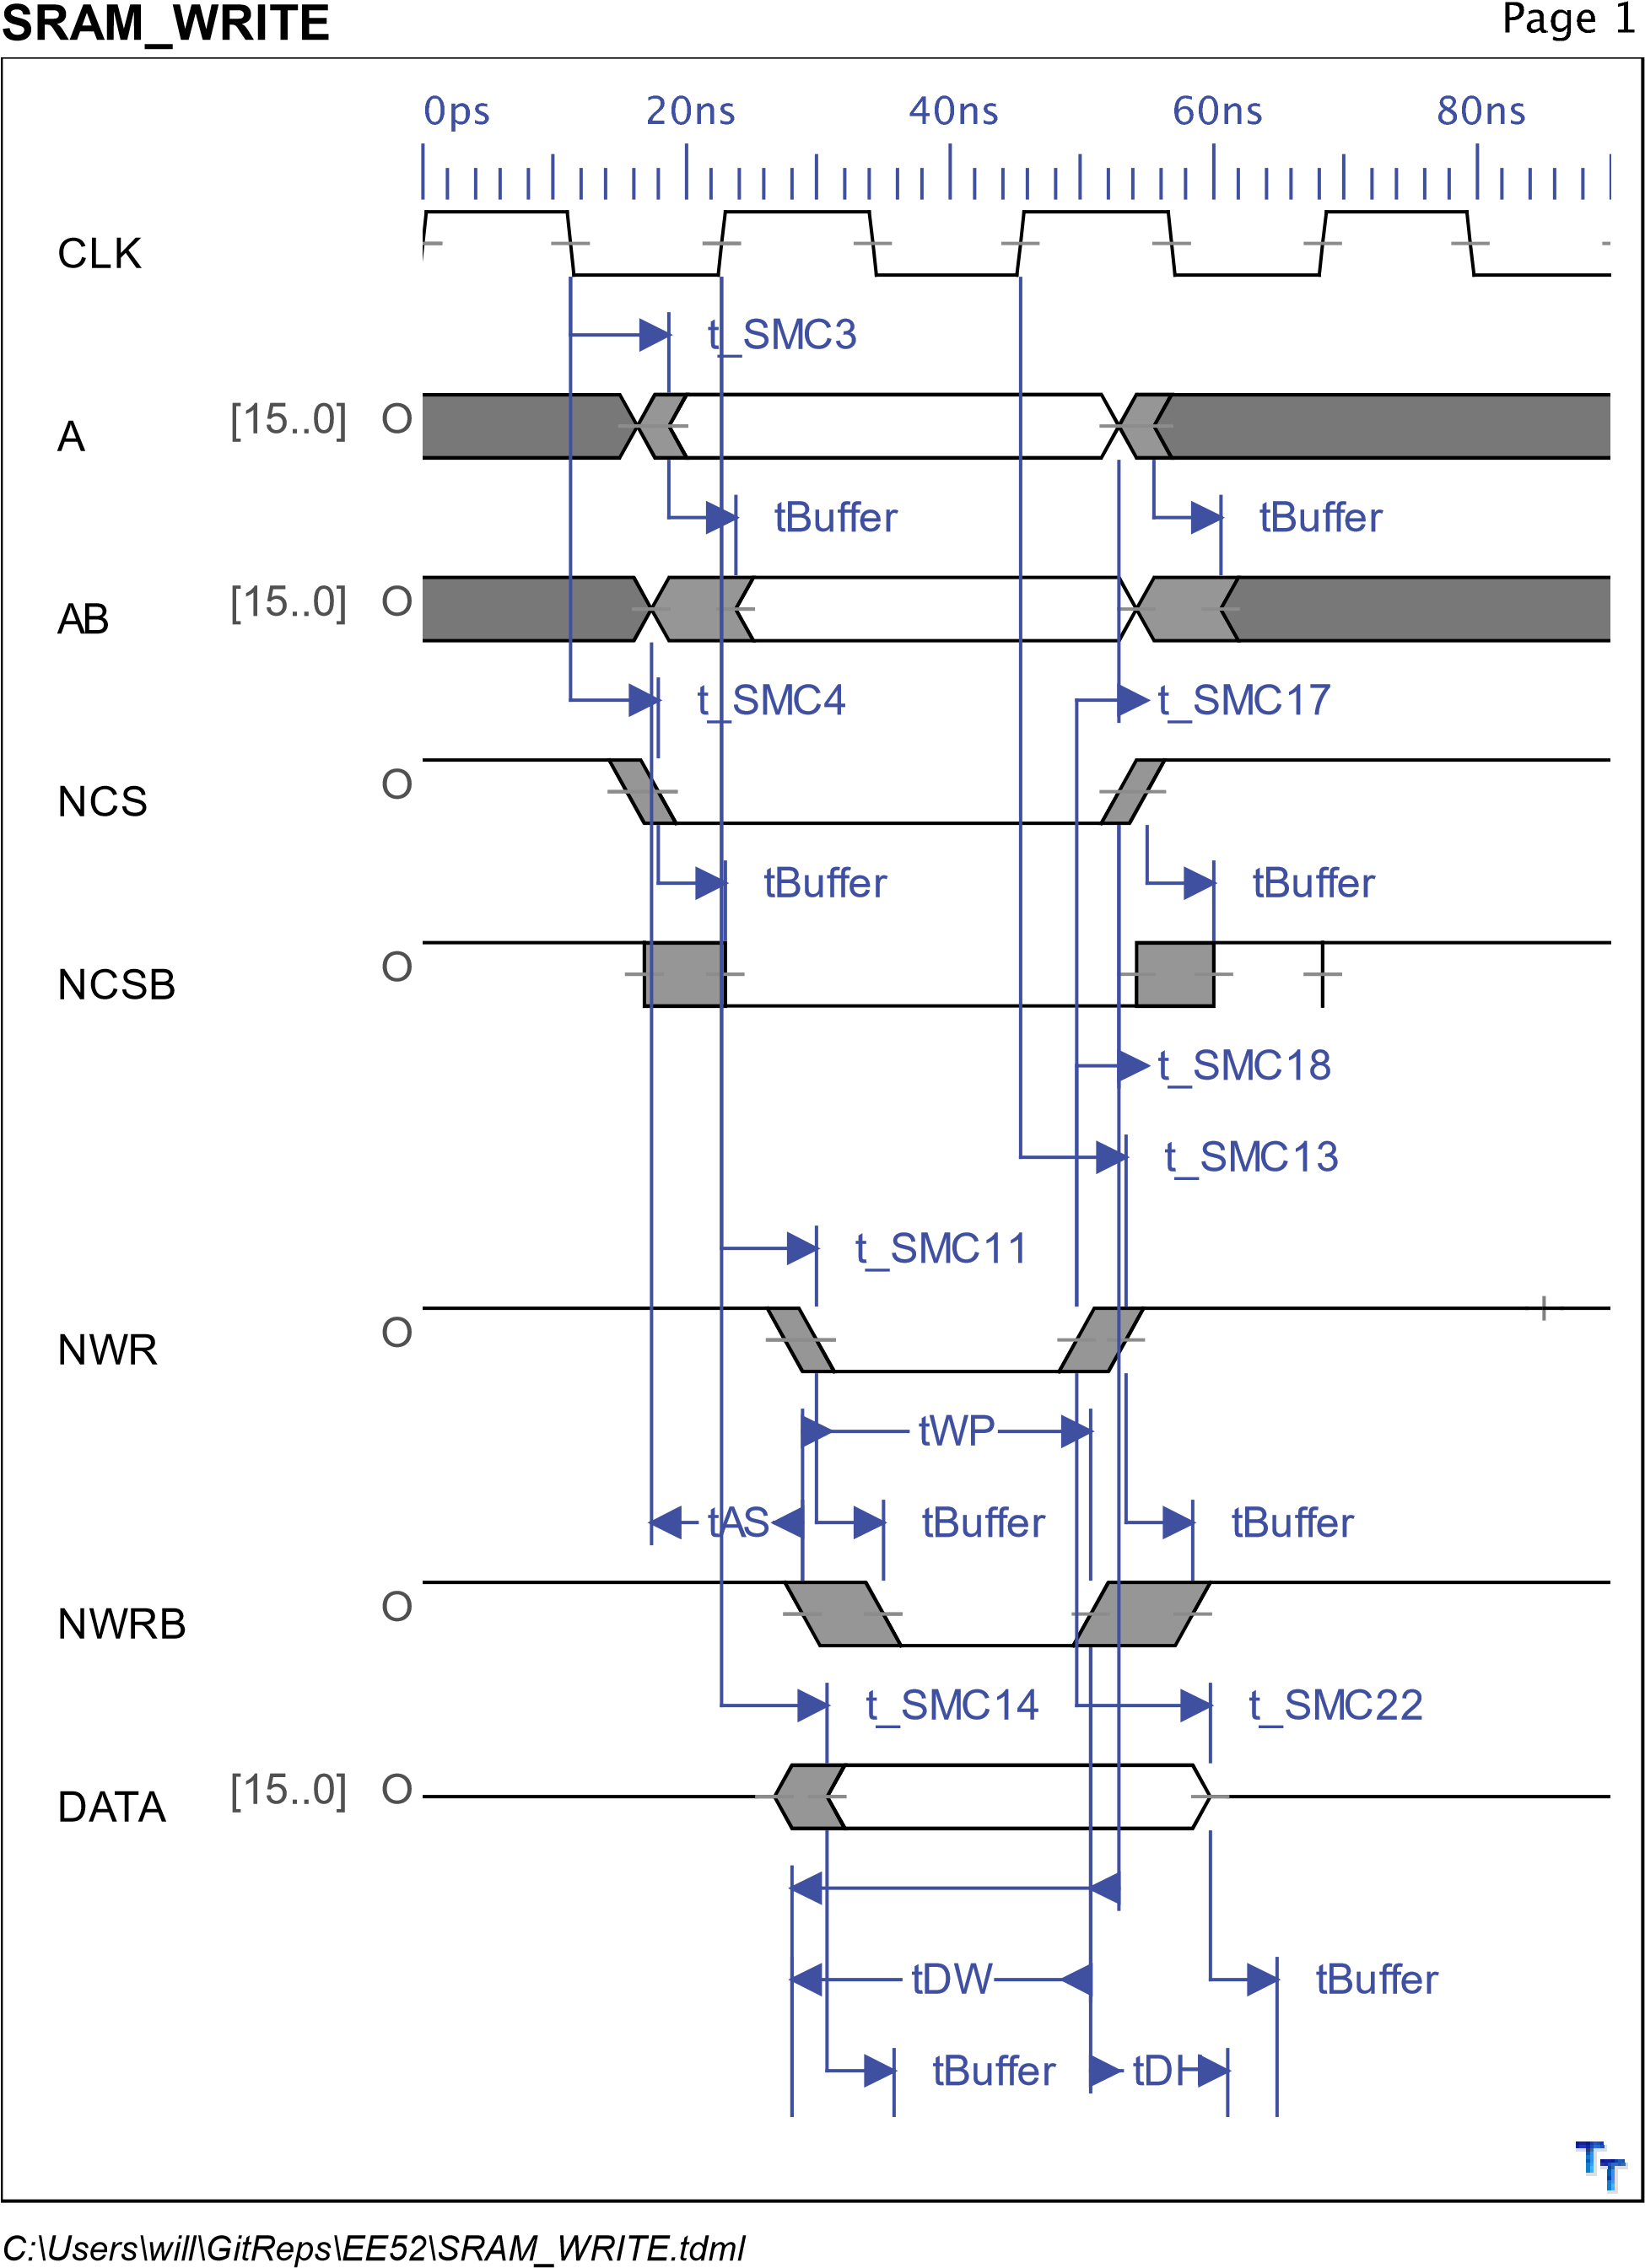 SRAM_WRITE
Page 1
0ps 20ns 40ns 60ns 80ns
CLK
t_SMC3
A [15..0] O
tBuffer tBuffer
AB [15..0] O
t_SMC4 t_SMC17
NCS O
tBuffer tBuffer
NCSB O
t_SMC18
t_SMC13
t_SMC11
NWR O
tWP
tAS tBuffer tBuffer
NWRB O
t_SMC14 t_SMC22
DATA [15..0] O
tDW tBuffer
tBuffer tDH
TT
C:\Users\will\GitReps\EE52\SRAM_WRITE.tdml